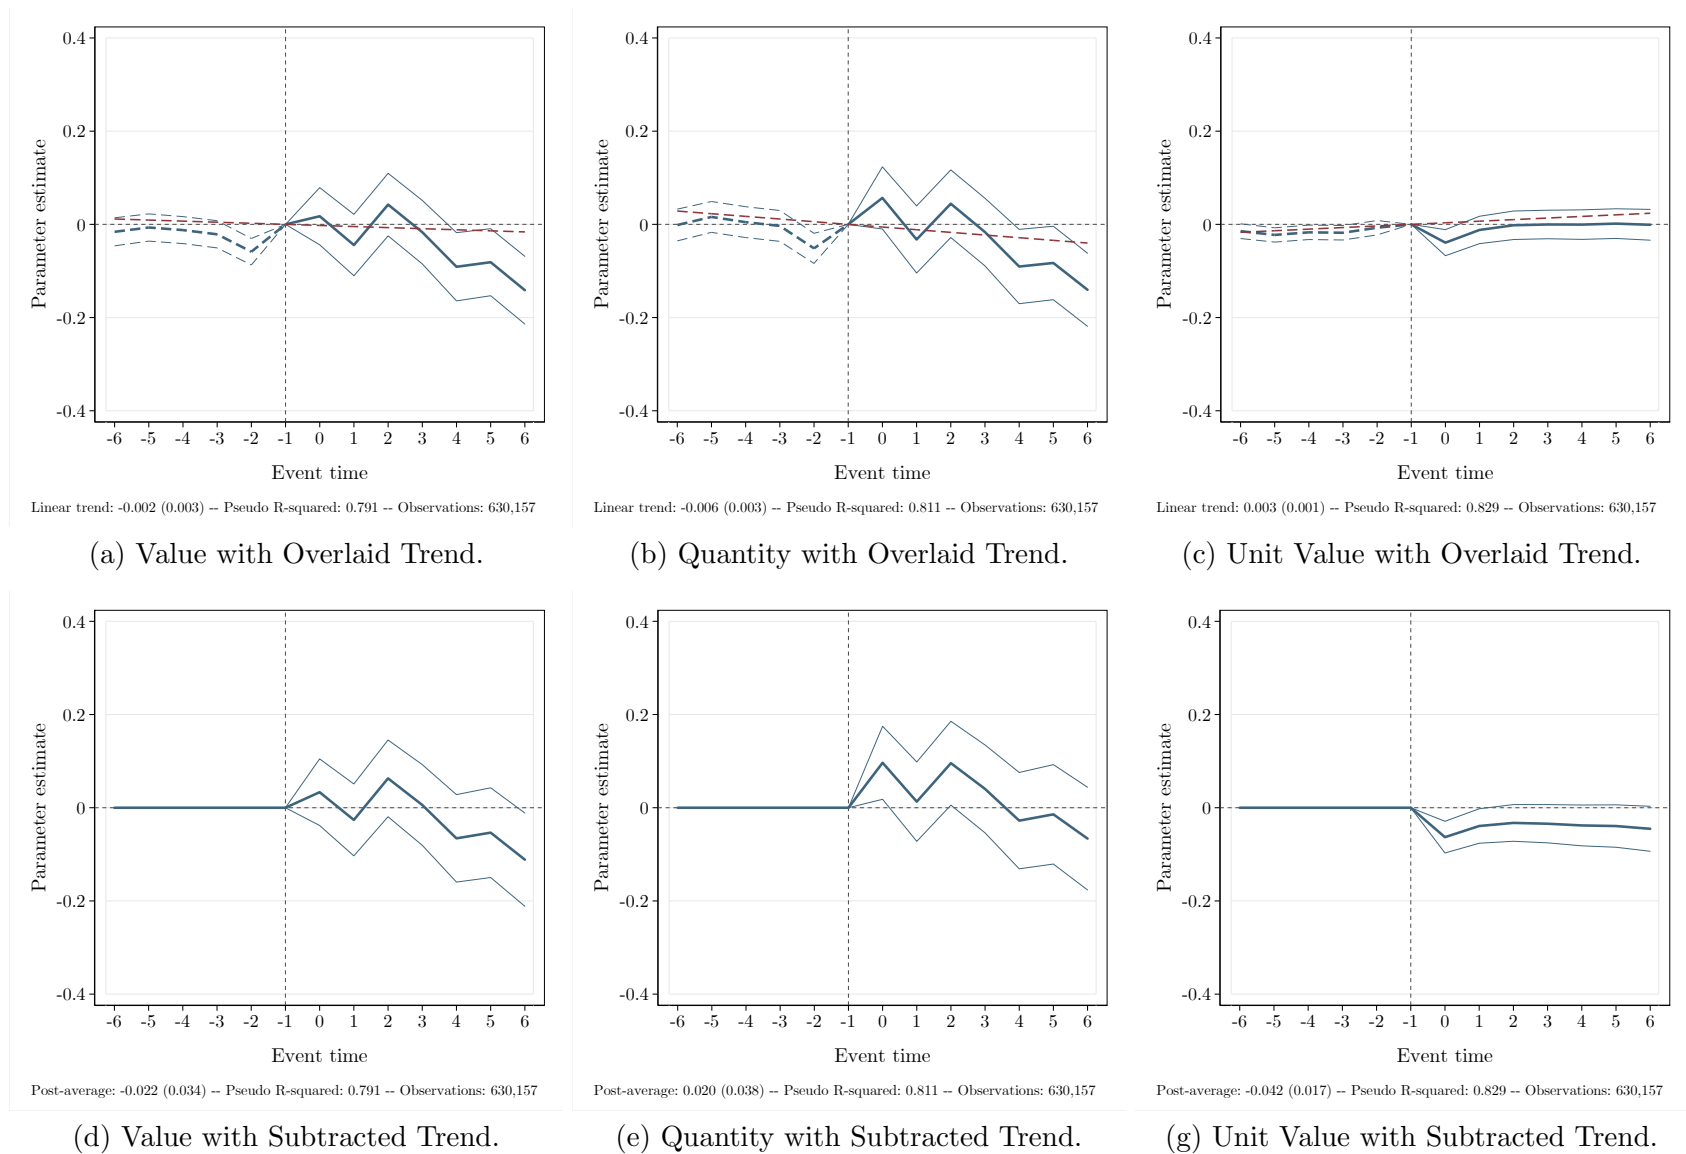 0.4
0.2
0
-0.2
-0.4
Parameter estimate
-6 -5 -4 -3 -2 -1 0 1 2 3 4 5 6
Event time
Linear trend: -0.002 (0.003) -- Pseudo R-squared: 0.791 -- Observations: 630,157
(a) Value with Overlaid Trend.
0.4
0.2
0
-0.2
-0.4
Parameter estimate
-6 -5 -4 -3 -2 -1 0 1 2 3 4 5 6
Event time
Linear trend: -0.006 (0.003) -- Pseudo R-squared: 0.811 -- Observations: 630,157
(b) Quantity with Overlaid Trend.
0.4
0.2
0
-0.2
-0.4
Parameter estimate
-6 -5 -4 -3 -2 -1 0 1 2 3 4 5 6
Event time
Linear trend: 0.003 (0.001) -- Pseudo R-squared: 0.829 -- Observations: 630,157
(c) Unit Value with Overlaid Trend.
0.4
0.2
0
-0.2
-0.4
Parameter estimate
-6 -5 -4 -3 -2 -1 0 1 2 3 4 5 6
Event time
Post-average: -0.022 (0.034) -- Pseudo R-squared: 0.791 -- Observations: 630,157
(d) Value with Subtracted Trend.
0.4
0.2
0
-0.2
-0.4
Parameter estimate
-6 -5 -4 -3 -2 -1 0 1 2 3 4 5 6
Event time
Post-average: 0.020 (0.038) -- Pseudo R-squared: 0.811 -- Observations: 630,157
(e) Quantity with Subtracted Trend.
0.4
0.2
0
-0.2
-0.4
Parameter estimate
-6 -5 -4 -3 -2 -1 0 1 2 3 4 5 6
Event time
Post-average: -0.042 (0.017) -- Pseudo R-squared: 0.829 -- Observations: 630,157
(g) Unit Value with Subtracted Trend.